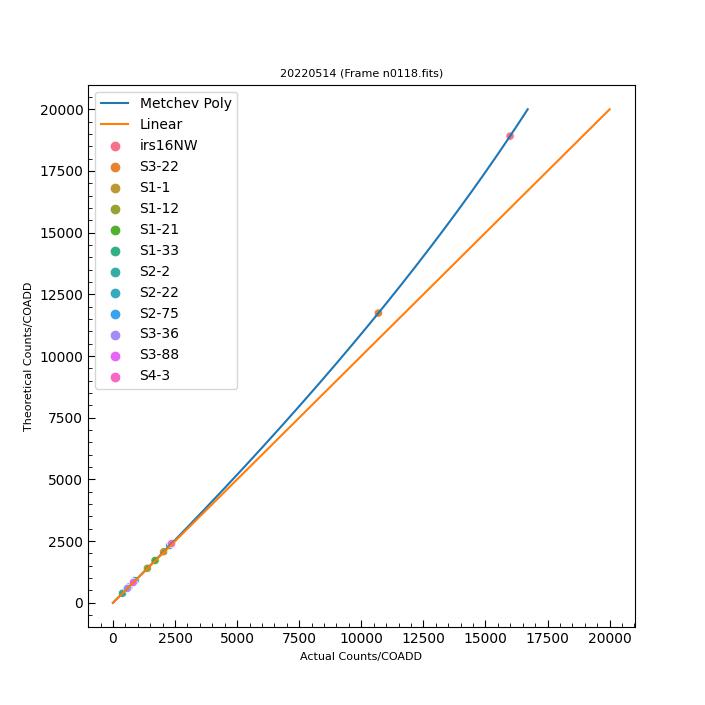 20220514 (Frame n0118.fits)
Metchev Poly
Linear
irs16NW
S3-22
S1-1
S1-12
S1-21
S1-33
S2-2
S2-22
S2-75
S3-36
S3-88
S4-3
20000
17500
15000
12500
10000
7500
5000
2500
0
Theoretical Counts/COADD
0 2500 5000 7500 10000 12500 15000 17500 20000
Actual Counts/COADD